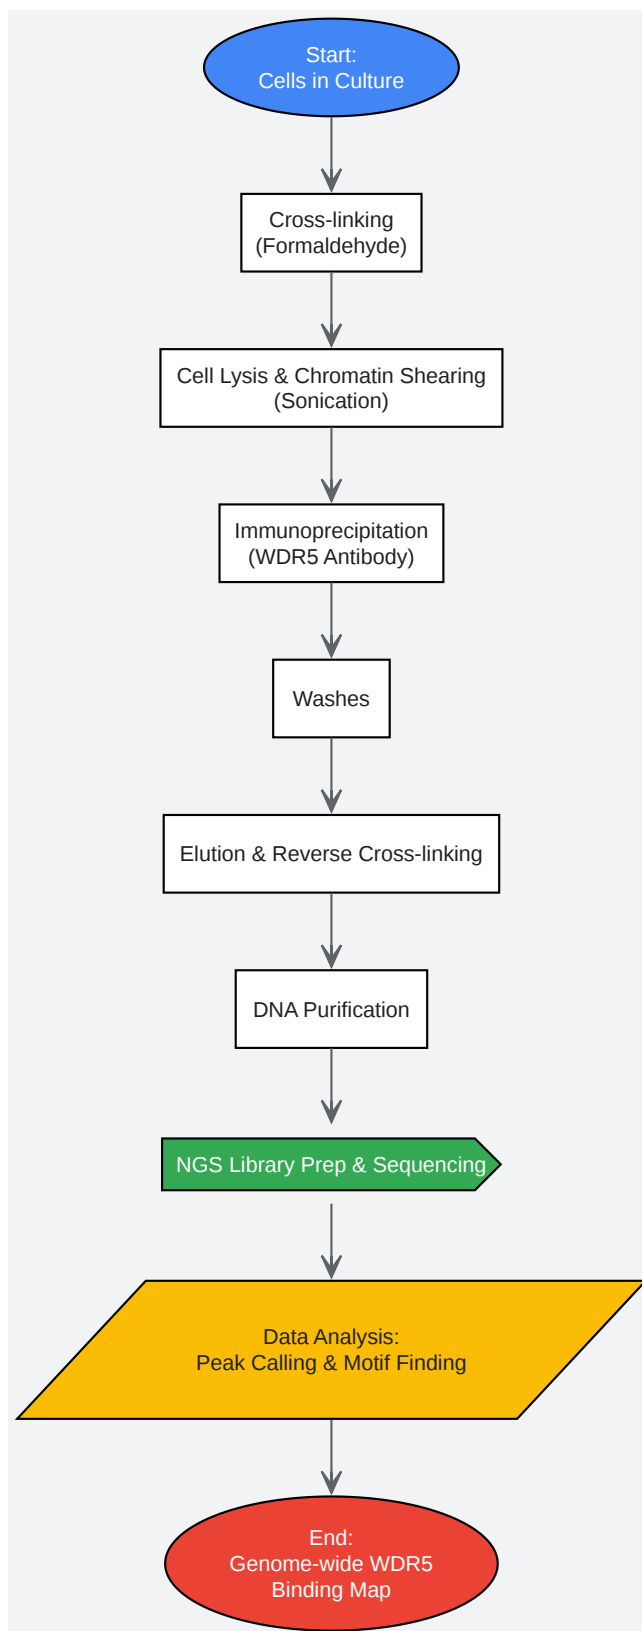 Start:
Cells in Culture
Cross-linking
(Formaldehyde)
Cell Lysis & Chromatin Shearing
(Sonication)
Immunoprecipitation
(WDR5 Antibody)
Washes
Elution & Reverse Cross-linking
DNA Purification
NGS Library Prep & Sequencing
Data Analysis:
Peak Calling & Motif Finding
End:
Genome-wide WDR5
Binding Map